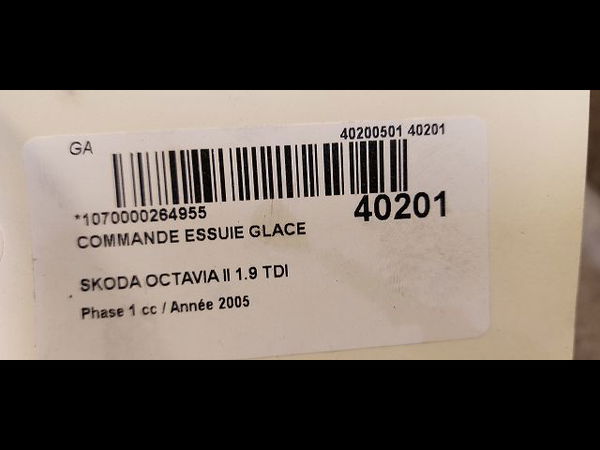 GA
40200501 40201
*1070000264955
40201
COMMANDE ESSUIE GLACE
SKODA OCTAVIA II 1.9 TDI
Phase 1 cc / Année 2005